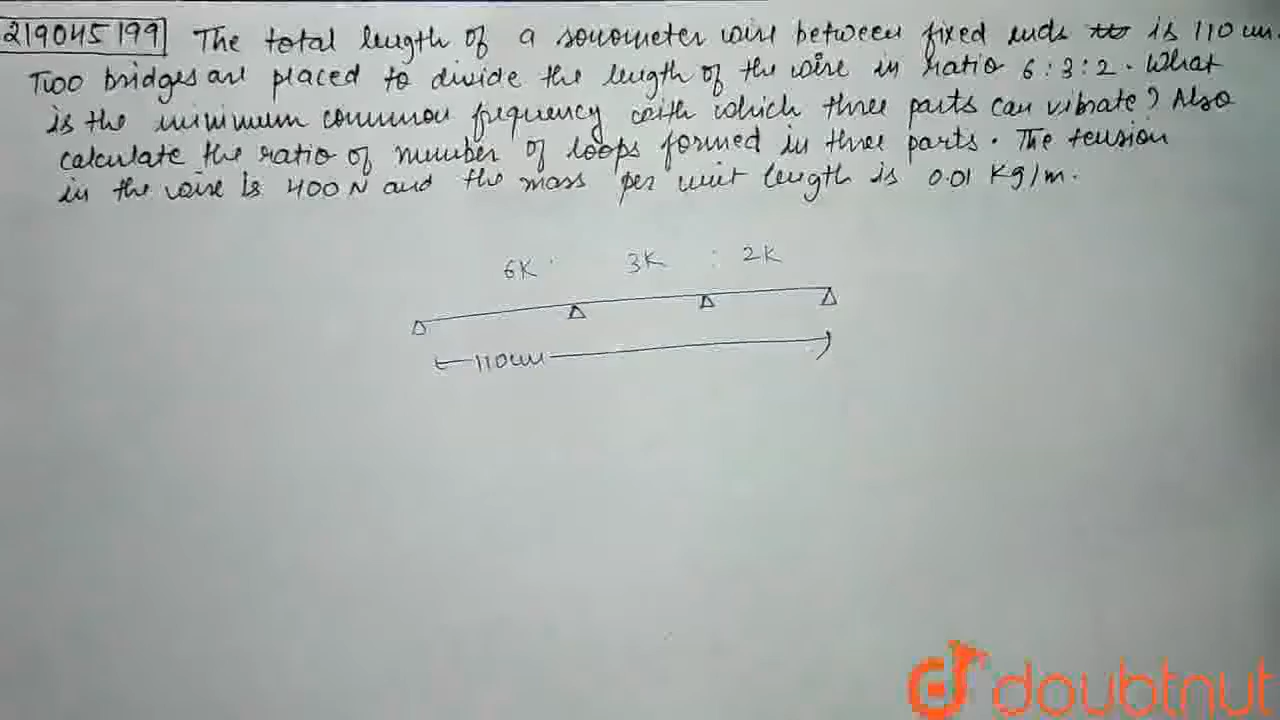 219045199 The total length of a sonometer wire between fixed ends is 110 cm.
Two bridges are placed to divide the length of the wire in ratio 6:3:2. What
is the minimum common frequency with which three parts can vibrate? Also
calculate the ratio of number of loops formed in three parts. The tension
in the wire is 400 N and the mass per unit length is 0.01 Kg/m.
6K : 3K : 2K
110cm
doubtnut